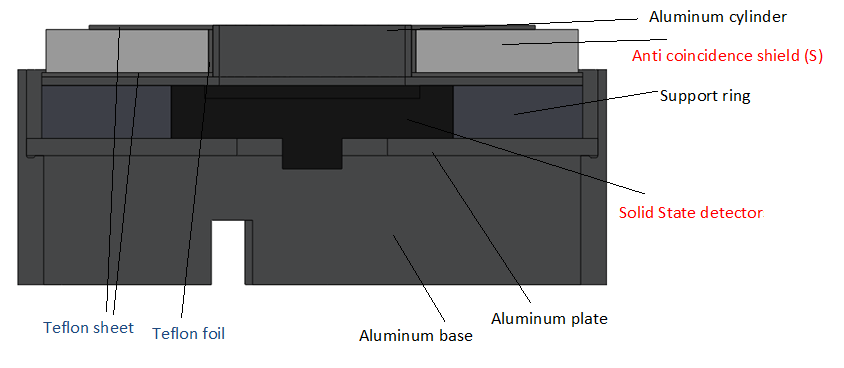 Aluminum cylinder
Anti coincidence shield (S)
Support ring
Solid State detector
Teflon sheet
Teflon foil
Aluminum base
Aluminum plate